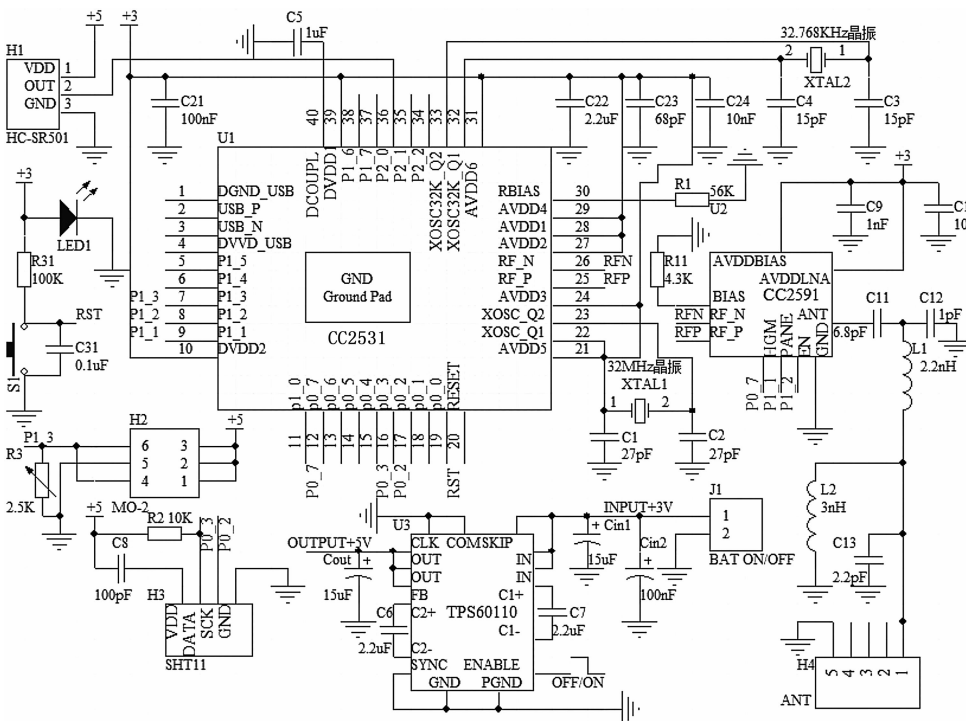 +5
+3
C5
1uF
32.768KHz晶振
2
1
XTAL2
H1
VDD 1
OUT 2
GND 3
HC-SR501
C21
100nF
C22
2.2uF
C23
68pF
C24
10nF
C4
15pF
C3
15pF
U1
40 39 38 37 36 35 34 33 32 31
DCOUPL
DVDD1
P1_6
P1_7
P2_0
P2_1
P2_2
XOSC32K_Q2
XOSC32K_Q1
AVDD6
+3
LED1
R31
100K
RST
C31
0.1uF
S1
1 DGND_USB
2 USB_P
3 USB_N
4 DVVD_USB
5 P1_5
6 P1_4
P1_3 7 P1_3
P1_2 8 P1_2
P1_1 9 P1_1
10 DVDD2
GND
Ground Pad
CC2531
RBIAS 30
AVDD4 29
AVDD1 28
AVDD2 27
RF_N 26 RFN
RF_P 25 RFP
AVDD3 24
XOSC_Q2 23
XOSC_Q1 22
AVDD5 21
p1_0
p0_7
p0_6
p0_5
p0_4
p0_3
p0_2
p0_1
p0_0
RESET
11 12 13 14 15 16 17 18 19 20
P0_7
P0_3
P0_2
RST
R1
56K
U2
R11
4.3K
+3
C9
1nF
C1
10
AVDDBIAS
AVDDLNA
CC2591
BIAS
ANT
RFN RF_N
RFP RF_P
HGM
PANE
EN
GND
P0_7
P1_1
P1_2
C11
6.8pF
C12
1pF
L1
2.2nH
32MHz晶振
XTAL1
1
2
C1
27pF
C2
27pF
H2
+5
P1_3
6 3
5 2
4 1
MO-2
R3
2.5K
+5
R2 10K
P0_3
P0_2
C8
100pF
H3
VDD
DATA
SCK
GND
SHT11
U3
OUTPUT+5V
Cout
+
15uF
CLK COMSKIP
OUT
OUT
IN
IN
FB
C1+
C2+
TPS60110
C1-
C2-
SYNC ENABLE
GND PGND
C6
2.2uF
C7
2.2uF
OFF/ON
INPUT+3V
+ Cin1
15uF
Cin2
+
100nF
J1
1
2
BAT ON/OFF
L2
3nH
C13
2.2pF
H4
5 4 3 2 1
ANT